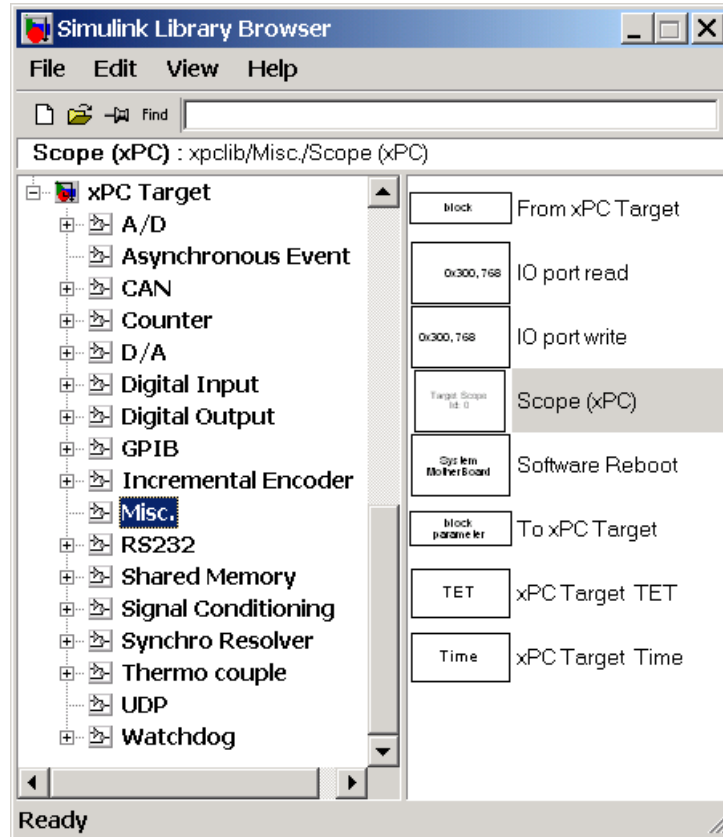 Simulink Library Browser
File Edit View Help
Find
Scope (xPC) : xpclib/Misc./Scope (xPC)
xPC Target
A/D
Asynchronous Event
CAN
Counter
D/A
Digital Input
Digital Output
GPIB
Incremental Encoder
Misc.
RS232
Shared Memory
Signal Conditioning
Synchro Resolver
Thermo couple
UDP
Watchdog
block
From xPC Target
0x300, 768
IO port read
0x300, 768
IO port write
Target Scope
Id: 0
Scope (xPC)
System
MotherBoard
Software Reboot
block
parameter
To xPC Target
TET
xPC Target TET
Time
xPC Target Time
Ready